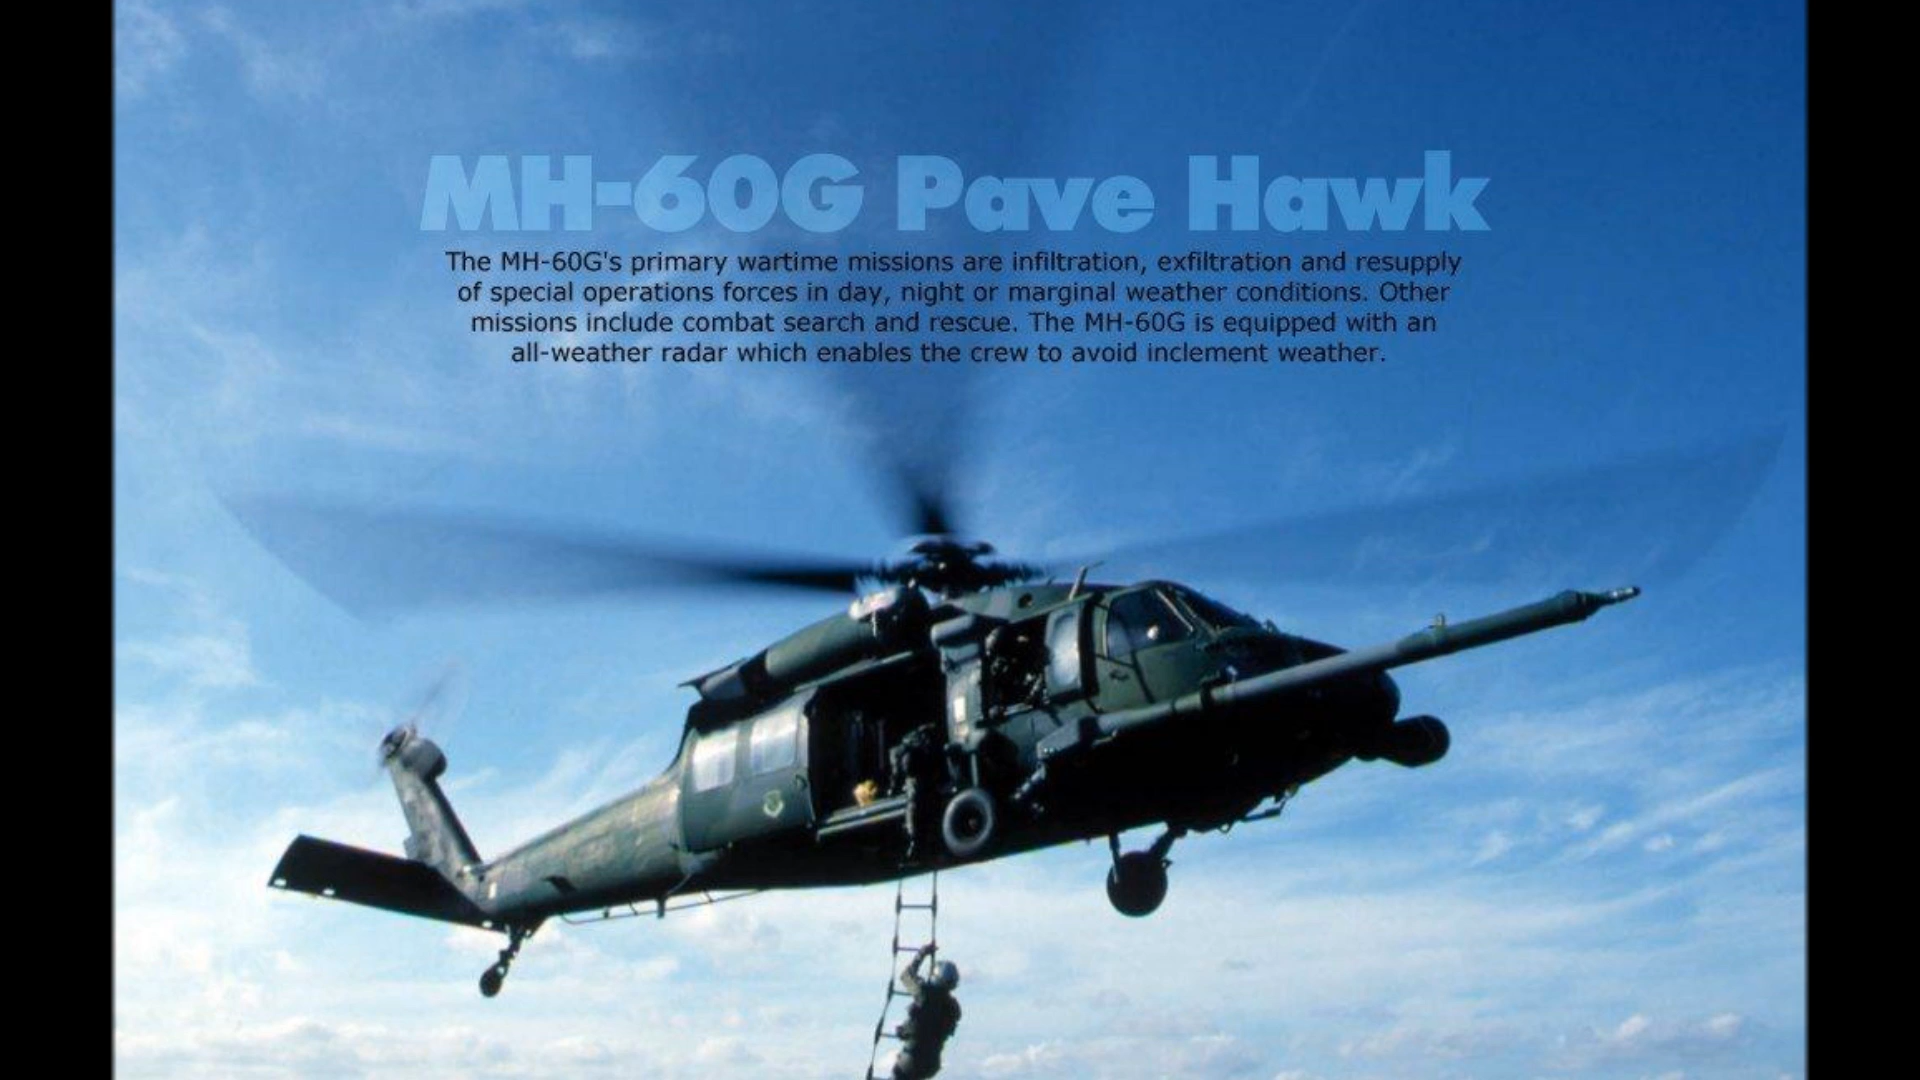 MH-60G Pave Hawk
The MH-60G's primary wartime missions are infiltration, exfiltration and resupply
of special operations forces in day, night or marginal weather conditions. Other
missions include combat search and rescue. The MH-60G is equipped with an
all-weather radar which enables the crew to avoid inclement weather.